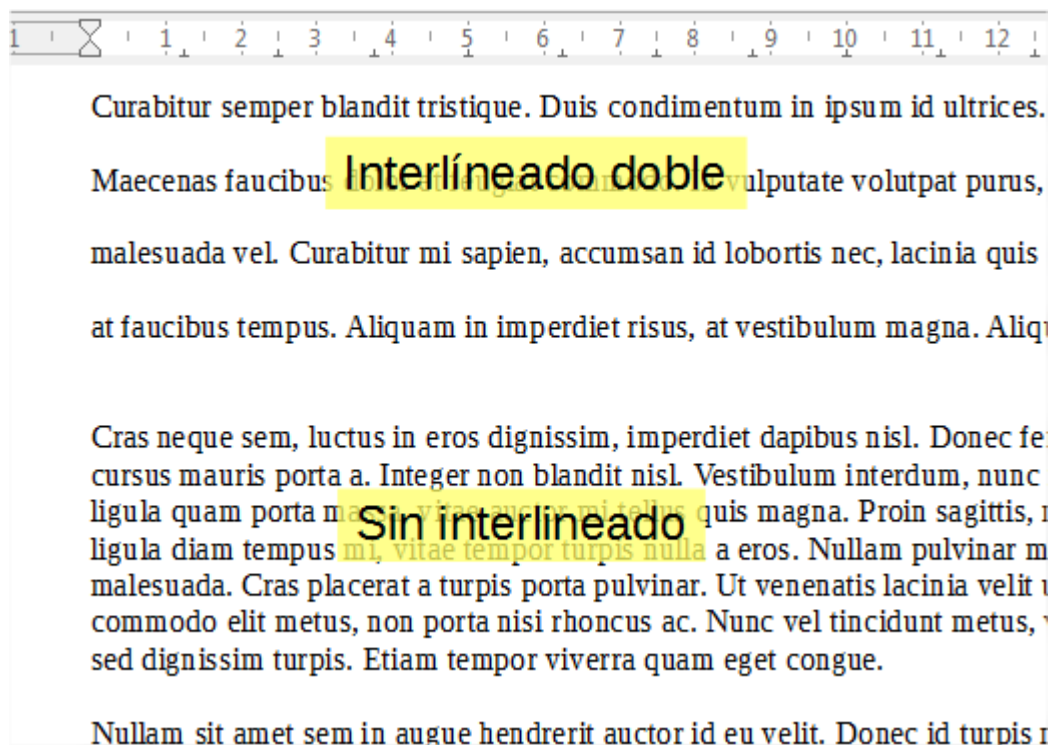 1 1 2 3 4 5 6 7 8 9 10 11 12
Curabitur semper blandit tristique. Duis condimentum in ipsum id ultrices.
Interlíneado doble
Maecenas faucibus vulputate volutpat purus,
malesuada vel. Curabitur mi sapien, accumsan id lobortis nec, lacinia quis
at faucibus tempus. Aliquam in imperdiet risus, at vestibulum magna. Aliq
Cras neque sem, luctus in eros dignissim, imperdiet dapibus nisl. Donec fe
cursus mauris porta a. Integer non blandit nisl. Vestibulum interdum, nunc
ligula quam porta massa, vitae auctor mi tellus quis magna. Proin sagittis,
Sin interlineado
ligula diam tempus mi, vitae tempor turpis nulla a eros. Nullam pulvinar m
malesuada. Cras placerat a turpis porta pulvinar. Ut venenatis lacinia velit
commodo elit metus, non porta nisi rhoncus ac. Nunc vel tincidunt metus,
sed dignissim turpis. Etiam tempor viverra quam eget congue.
Nullam sit amet sem in augue hendrerit auctor id eu velit. Donec id turpis